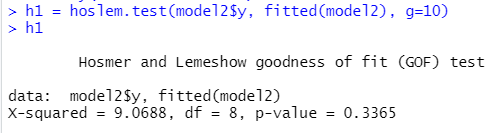 > h1 = hoslem.test(model2$y, fitted(model2), g=10)
> h1
Hosmer and Lemeshow goodness of fit (GOF) test
data:  model2$y, fitted(model2)
X-squared = 9.0688, df = 8, p-value = 0.3365